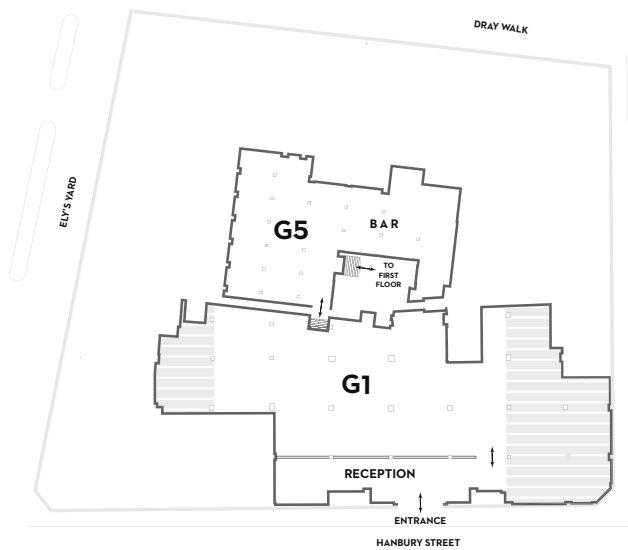 DRAY WALK
ELY'S YARD
BAR
G5
TO
FIRST
FLOOR
G1
RECEPTION
ENTRANCE
HANBURY STREET